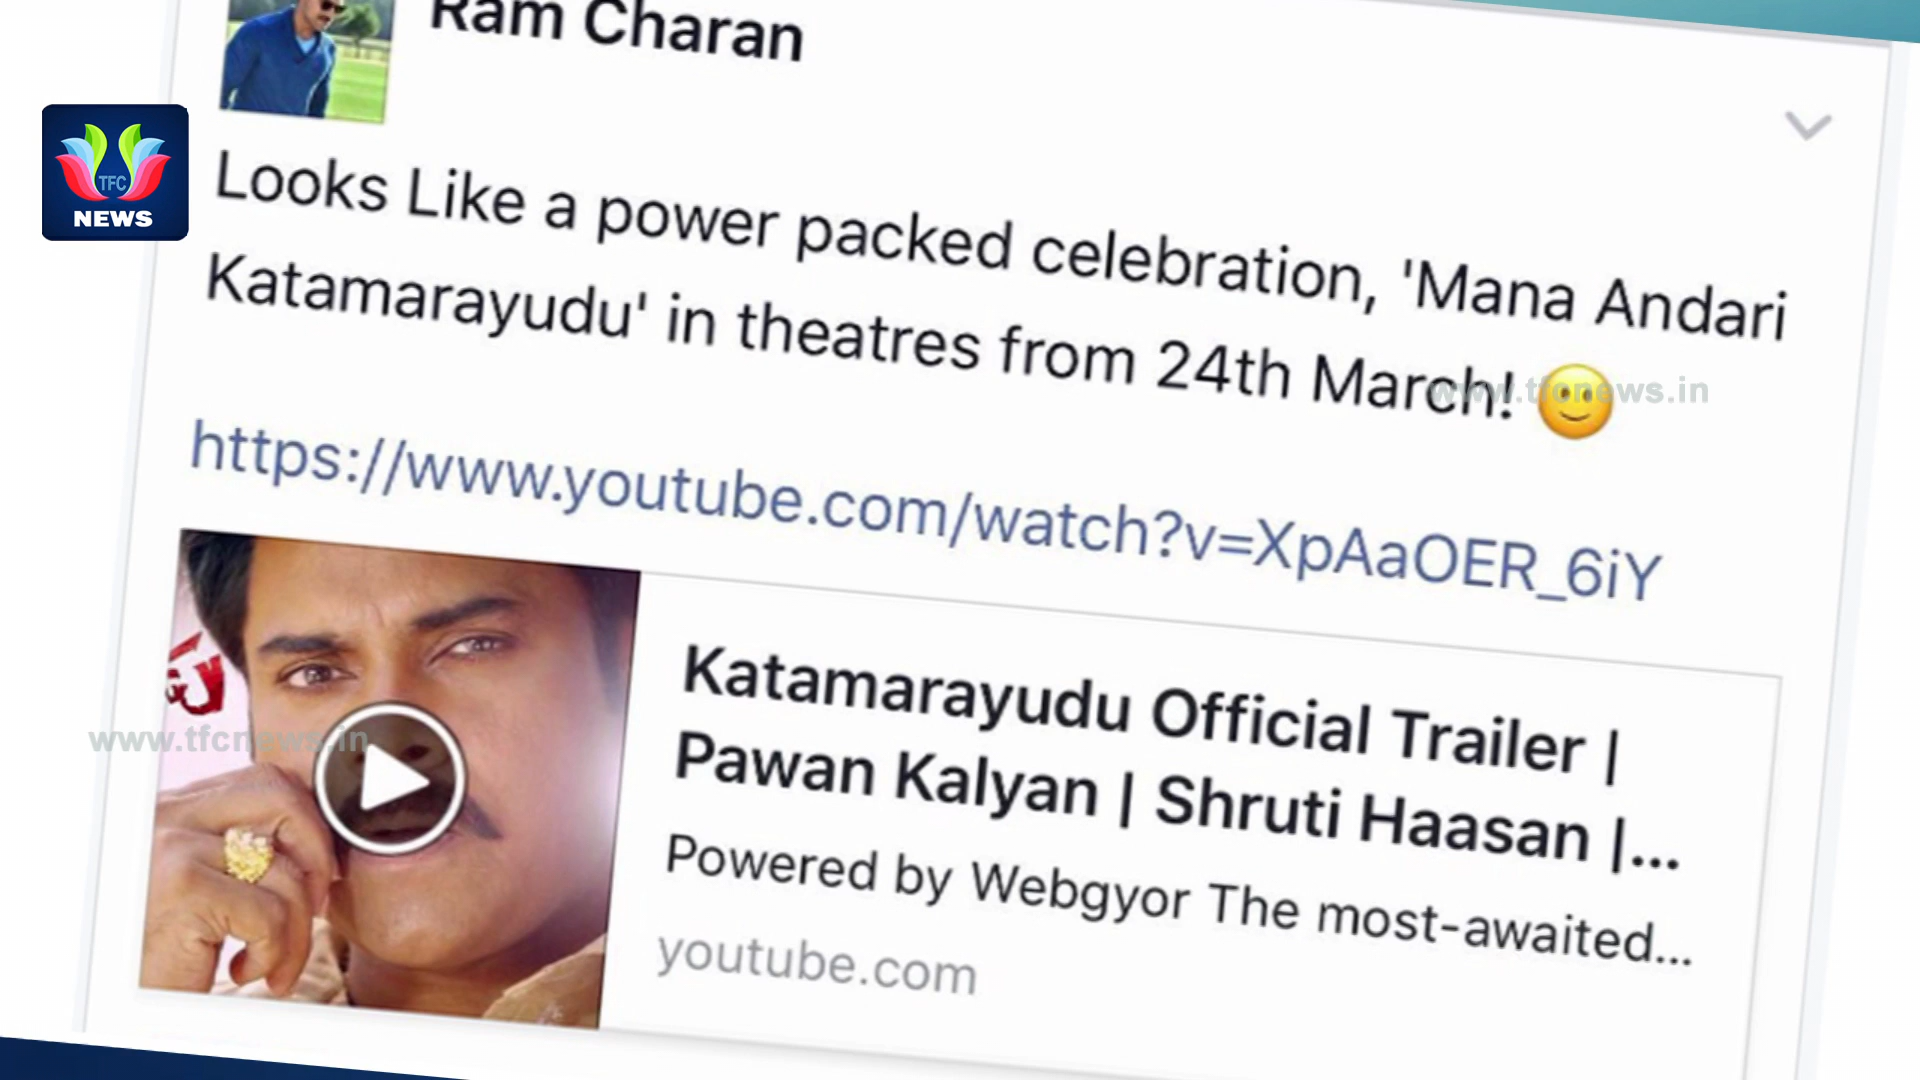 Ram Charan
TFC
NEWS
Looks Like a power packed celebration, 'Mana Andari
Katamarayudu' in theatres from 24th March! 🙂
www.tfcnews.in
https://www.youtube.com/watch?v=XpAaOER_6iY
www.tfcnews.in
Katamarayudu Official Trailer |
Pawan Kalyan | Shruti Haasan |...
Powered by Webgyor The most-awaited...
youtube.com